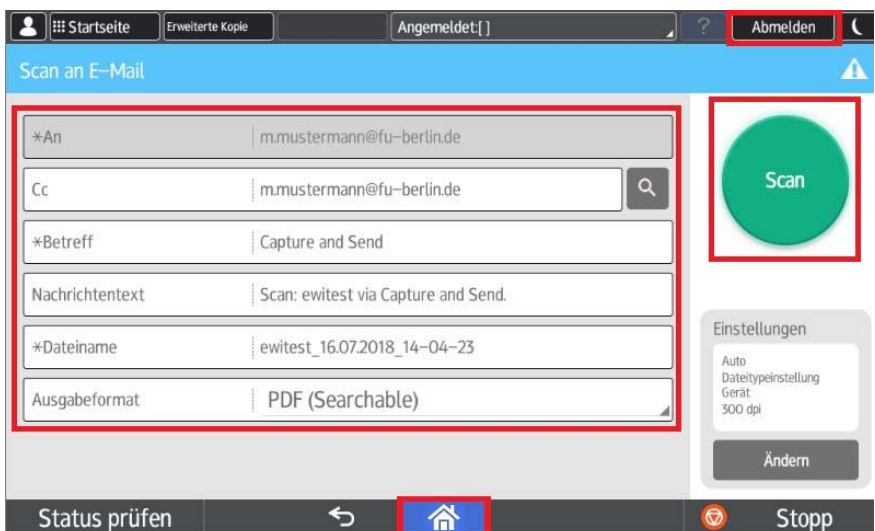 Startseite Erweiterte Kopie Angemeldet:[ ] ? Abmelden
Scan an E-Mail
*An m.mustermann@fu-berlin.de
Cc m.mustermann@fu-berlin.de
*Betreff Capture and Send
Nachrichtentext Scan: ewitest via Capture and Send.
*Dateiname ewitest_16.07.2018_14-04-23
Ausgabeformat PDF (Searchable)
Scan
Einstellungen
Auto
Dateitypeinstellung
Gerät
300 dpi
Ändern
Status prüfen Stopp